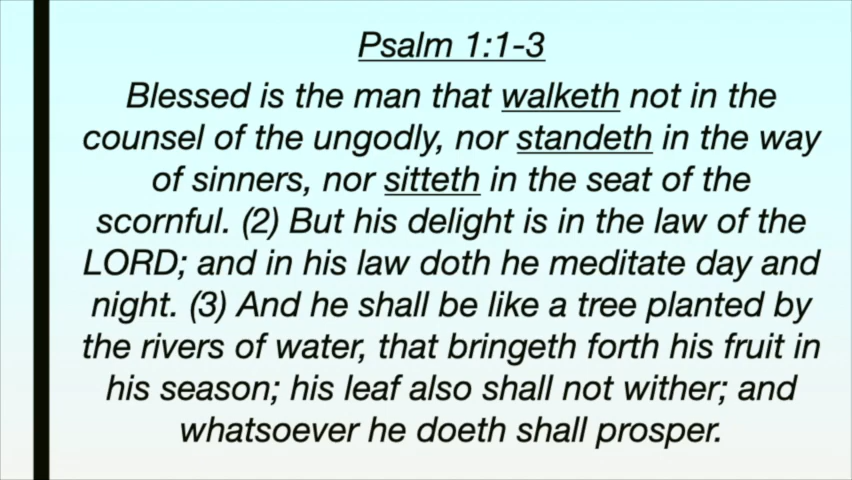 Psalm 1:1-3
Blessed is the man that walketh not in the
counsel of the ungodly, nor standeth in the way
of sinners, nor sitteth in the seat of the
scornful. (2) But his delight is in the law of the
LORD; and in his law doth he meditate day and
night. (3) And he shall be like a tree planted by
the rivers of water, that bringeth forth his fruit in
his season; his leaf also shall not wither; and
whatsoever he doeth shall prosper.